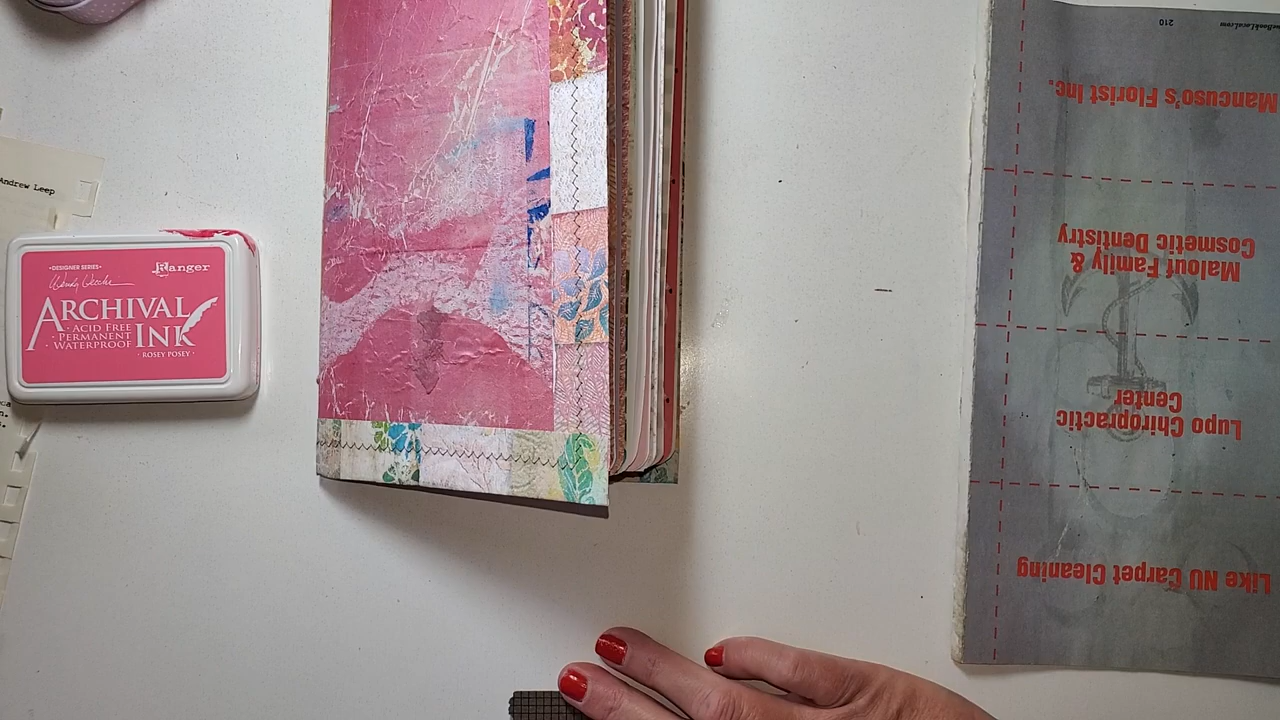 Andrew Leep
•DESIGNER SERIES•
Ranger
Wendy Vecchi
ARCHIVAL
INK
• ACID FREE
• PERMANENT
WATERPROOF
• ROSEY POSEY •
210
Mancuso's Florist Inc.
Malouf Family &
Cosmetic Dentistry
Lupo Chiropractic
Center
Like NU Carpet Cleaning